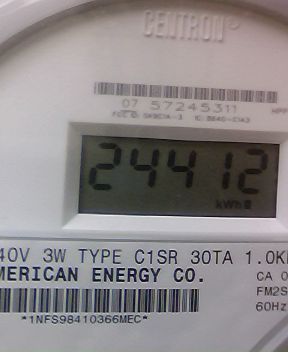 CENTRON®
07 57245311
24412
kWh
40V 3W TYPE C1SR 30TA 1.0K
MERICAN ENERGY CO.
CA 0
FM2S
60Hz
*1NFS98410366MEC*